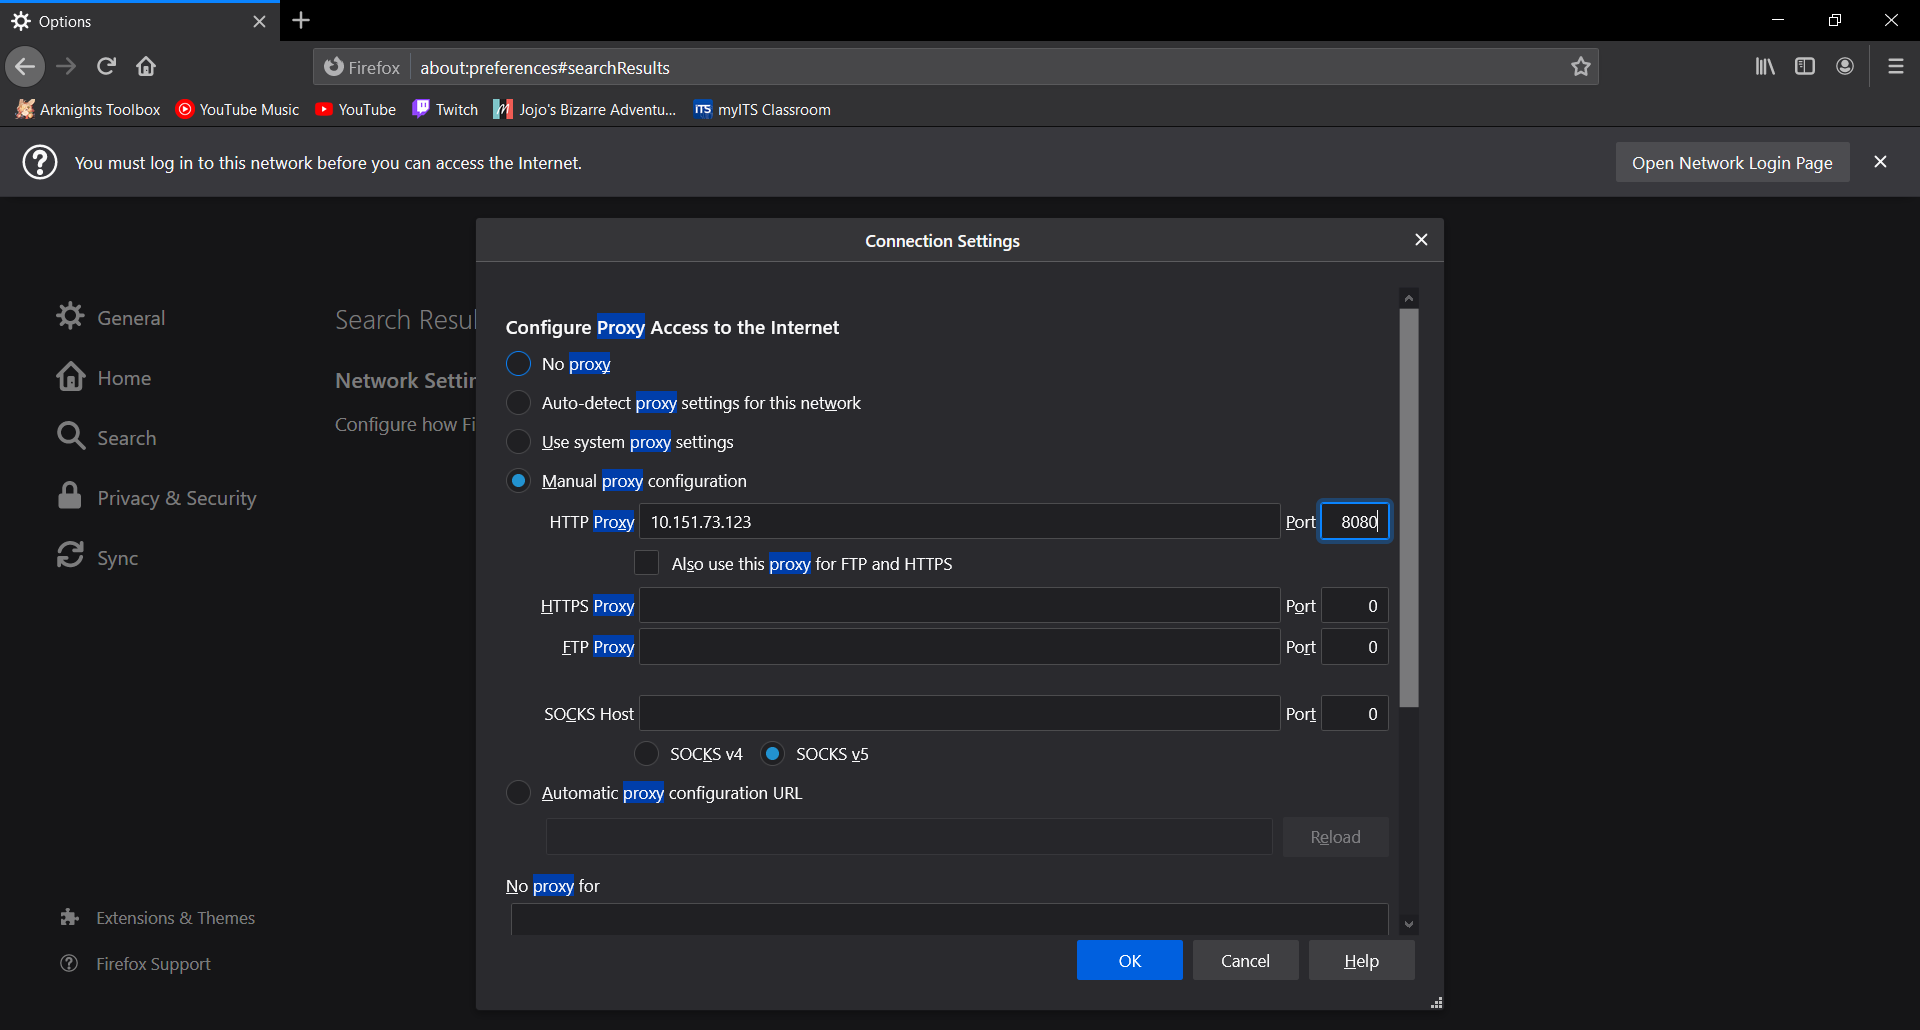 Options
Firefox
about:preferences#searchResults
Arknights Toolbox
YouTube Music
YouTube
Twitch
Jojo's Bizarre Adventu...
ITS
myITS Classroom
You must log in to this network before you can access the Internet.
Open Network Login Page
Connection Settings
General
Home
Search
Privacy & Security
Sync
Extensions & Themes
Firefox Support
Search Resul
Network Settin
Configure how Fi
Configure Proxy Access to the Internet
No proxy
Auto-detect proxy settings for this network
Use system proxy settings
Manual proxy configuration
HTTP Proxy 10.151.73.123 Port 8080
Also use this proxy for FTP and HTTPS
HTTPS Proxy Port 0
FTP Proxy Port 0
SOCKS Host Port 0
SOCKS v4 SOCKS v5
Automatic proxy configuration URL
Reload
No proxy for
OK Cancel Help